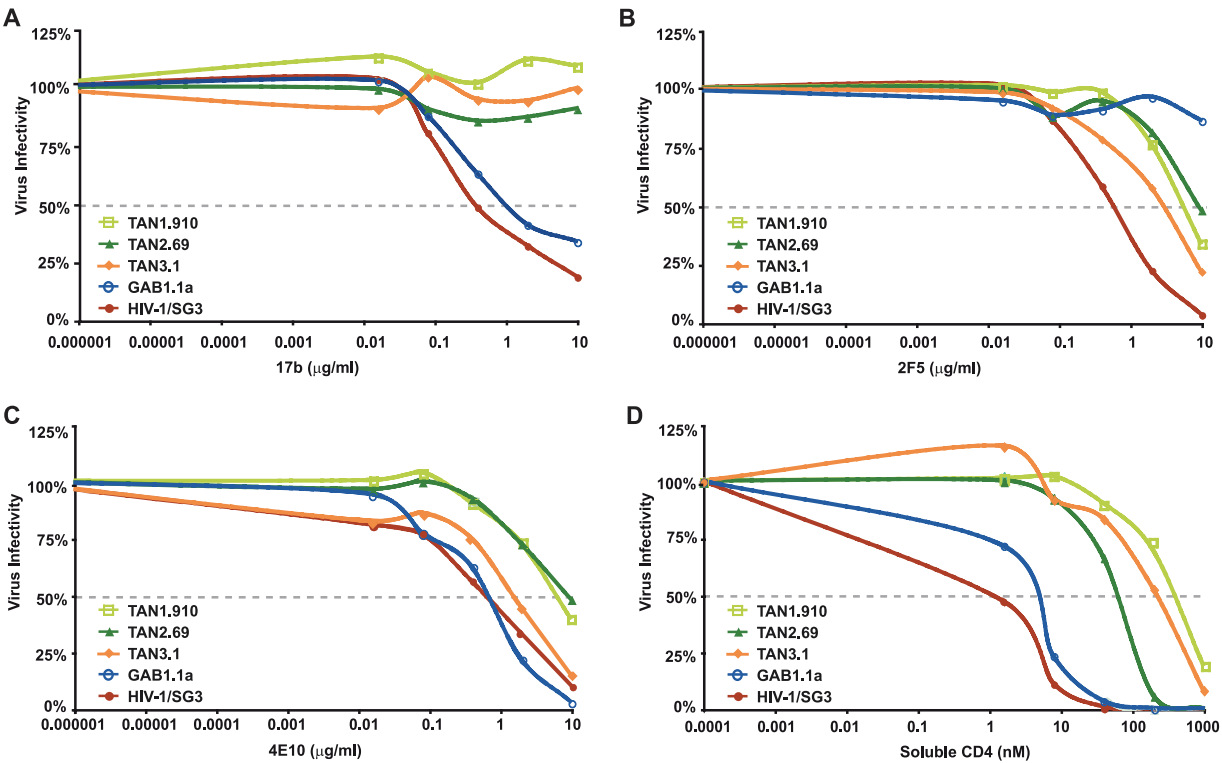 A
125%
100%
75%
50%
25%
0%
Virus Infectivity
TAN1.910
TAN2.69
TAN3.1
GAB1.1a
HIV-1/SG3
0.000001 0.00001 0.0001 0.001 0.01 0.1 1 10
17b (μg/ml)
B
125%
100%
75%
50%
25%
0%
Virus Infectivity
TAN1.910
TAN2.69
TAN3.1
GAB1.1a
HIV-1/SG3
0.000001 0.00001 0.0001 0.001 0.01 0.1 1 10
2F5 (μg/ml)
C
125%
100%
75%
50%
25%
0%
Virus Infectivity
TAN1.910
TAN2.69
TAN3.1
GAB1.1a
HIV-1/SG3
0.000001 0.00001 0.0001 0.001 0.01 0.1 1 10
4E10 (μg/ml)
D
125%
100%
75%
50%
25%
0%
Virus Infectivity
TAN1.910
TAN2.69
TAN3.1
GAB1.1a
HIV-1/SG3
0.0001 0.001 0.01 0.1 1 10 100 1000
Soluble CD4 (nM)